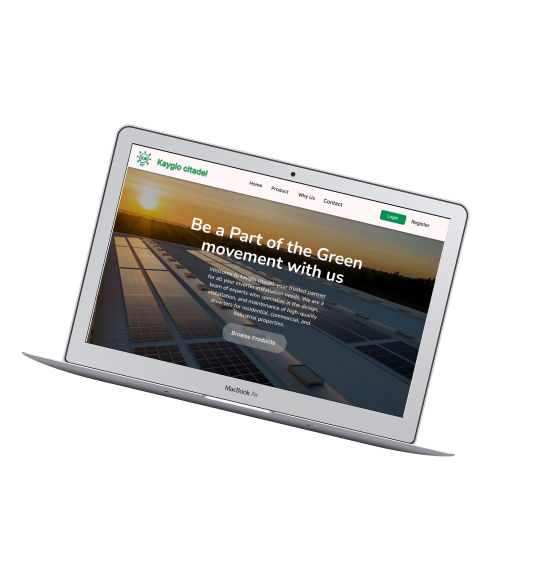 Kayglo citadel
Home Product Why Us Contact
Login Register
Be a Part of the Green
movement with us
Welcome to kayglo citadel, your trusted partner
for all your inverter installation needs. We are a
team of experts who specialize in the design,
installation, and maintenance of high-quality
inverters for residential, commercial, and
industrial properties.
Browse Products
MacBook Air